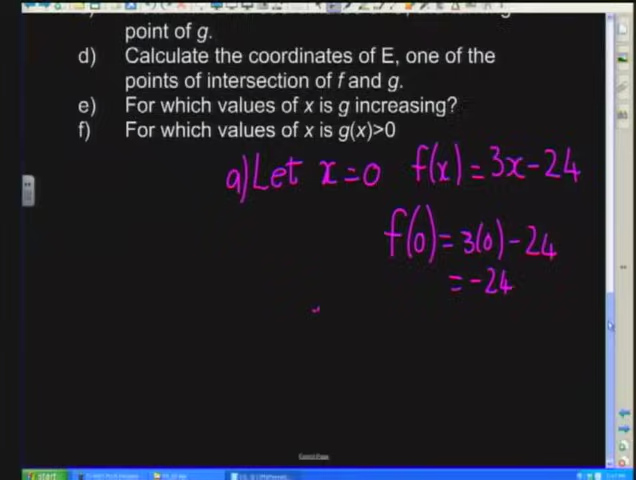 point of g.
d) Calculate the coordinates of E, one of the
points of intersection of f and g.
e) For which values of x is g increasing?
f) For which values of x is g(x)>0
a) Let x=0 f(x)=3x-24
f(0)=3(0)-24
=-24
start